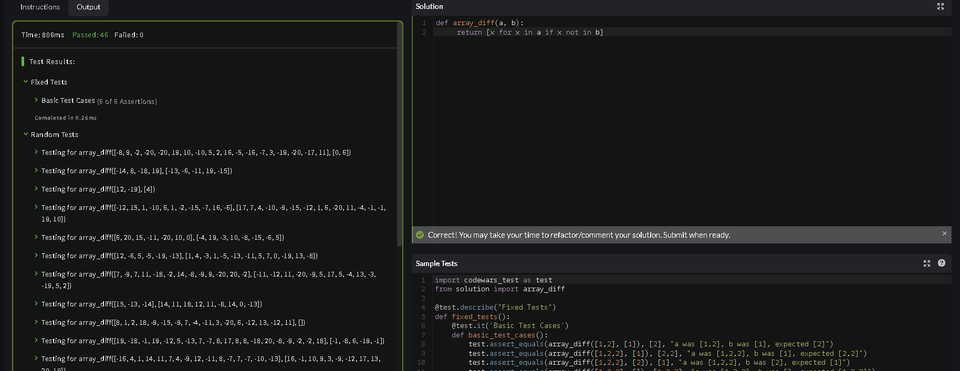 Instructions Output
Time: 806ms Passed: 46 Failed: 0
Test Results:
Fixed Tests
Basic Test Cases (6 of 6 Assertions)
Completed in 0.26ms
Random Tests
Testing for array_diff([-8, 9, -2, -20, -20, 19, 10, -10, 5, 2, 16, -5, -16, -7, 3, -19, -20, -17, 11], [0, 6])
Testing for array_diff([-14, 8, -18, 19], [-13, -6, -11, 19, -15])
Testing for array_diff([12, -19], [4])
Testing for array_diff([-12, 15, 1, -10, 6, 1, -2, -15, -7, 16, -6], [17, 7, 4, -10, -9, -15, -12, 1, 6, -20, 11, -4, -1, -1,
19, 10])
Testing for array_diff([6, 20, 15, -11, -20, 10, 0], [-4, 19, -3, 10, -8, -15, -6, 5])
Testing for array_diff([12, -6, 5, -5, -19, -13], [1, 4, -3, 1, -5, -13, -11, 5, 7, 0, -19, 13, -8])
Testing for array_diff([7, -9, 7, 11, -18, -2, 14, -8, -9, 9, -20, 20, -2], [-11, -12, 11, -20, -9, 5, 17, 5, -4, 13, -3,
-19, 5, 2])
Testing for array_diff([15, -13, -14], [14, 11, 18, 12, 11, -8, 14, 0, -13])
Testing for array_diff([8, 1, 2, 18, -9, -15, -9, 7, -4, -11, 3, -20, 6, -12, 13, -12, 11], [])
Testing for array_diff([19, -18, -1, 19, -12, 5, -13, 7, -7, 8, 17, 8, 8, -18, 20, -8, -9, -2, -2, 18], [-1, -8, 6, -19, -1])
Testing for array_diff([-16, 4, 1, 14, 11, 7, 4, -9, 12, -11, 8, -7, 7, -7, -10, -13], [16, -1, 10, 9, 3, -9, -12, 17, 13,
Solution
1 def array_diff(a, b):
2 return [x for x in a if x not in b]
Correct! You may take your time to refactor/comment your solution. Submit when ready.
Sample Tests
1 import codewars_test as test
2 from solution import array_diff
3
4 @test.describe("Fixed Tests")
5 def fixed_tests():
6 @test.it('Basic Test Cases')
7 def basic_test_cases():
8 test.assert_equals(array_diff([1,2], [1]), [2], "a was [1,2], b was [1], expected [2]")
9 test.assert_equals(array_diff([1,2,2], [1]), [2,2], "a was [1,2,2], b was [1], expected [2,2]")
10 test.assert_equals(array_diff([1,2,2], [2]), [1], "a was [1,2,2], b was [2], expected [1]")